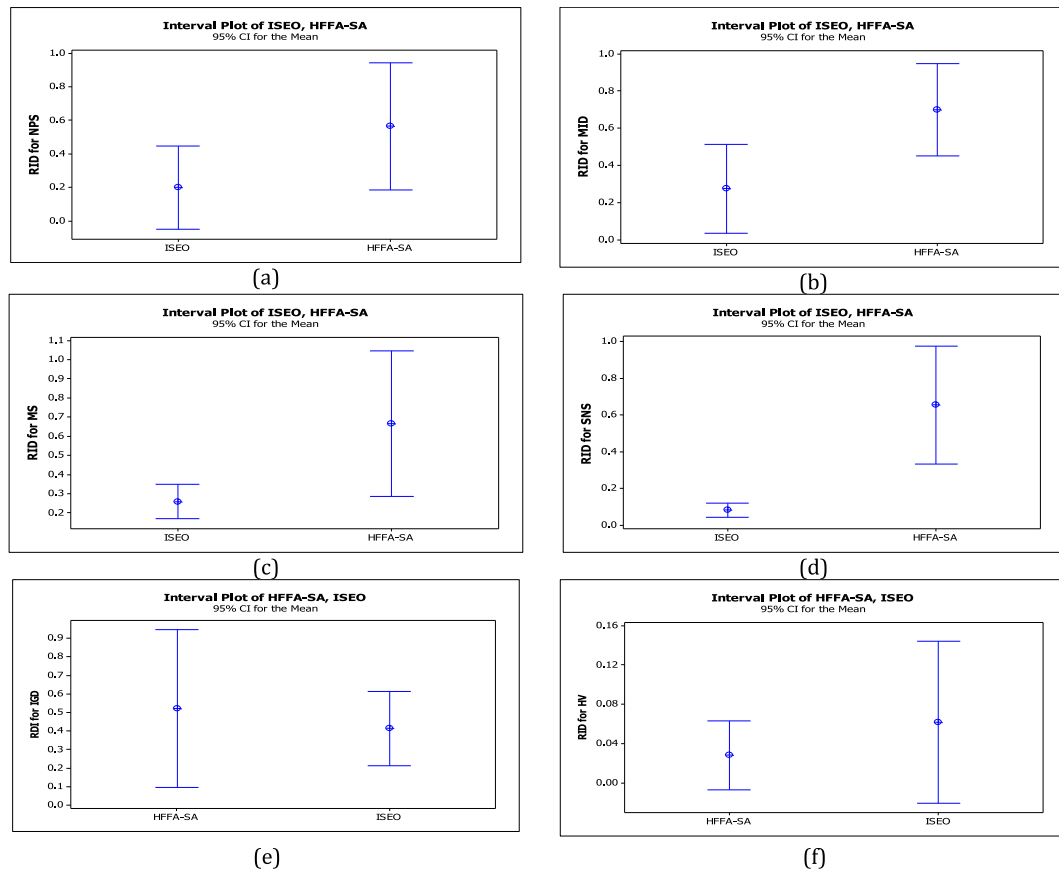 Interval Plot of ISEO, HFFA-SA
95% CI for the Mean
RID for NPS
1.0
0.8
0.6
0.4
0.2
0.0
ISEO HFFA-SA
(a)
Interval Plot of ISEO, HFFA-SA
95% CI for the Mean
RID for MID
1.0
0.8
0.6
0.4
0.2
0.0
ISEO HFFA-SA
(b)
Interval Plot of ISEO, HFFA-SA
95% CI for the Mean
RID for MS
1.1
1.0
0.9
0.8
0.7
0.6
0.5
0.4
0.3
0.2
ISEO HFFA-SA
(c)
Interval Plot of ISEO, HFFA-SA
95% CI for the Mean
RID for SNS
1.0
0.8
0.6
0.4
0.2
0.0
ISEO HFFA-SA
(d)
Interval Plot of HFFA-SA, ISEO
95% CI for the Mean
RDI for IGD
0.9
0.8
0.7
0.6
0.5
0.4
0.3
0.2
0.1
0.0
HFFA-SA ISEO
(e)
Interval Plot of HFFA-SA, ISEO
95% CI for the Mean
RID for HV
0.16
0.12
0.08
0.04
0.00
HFFA-SA ISEO
(f)